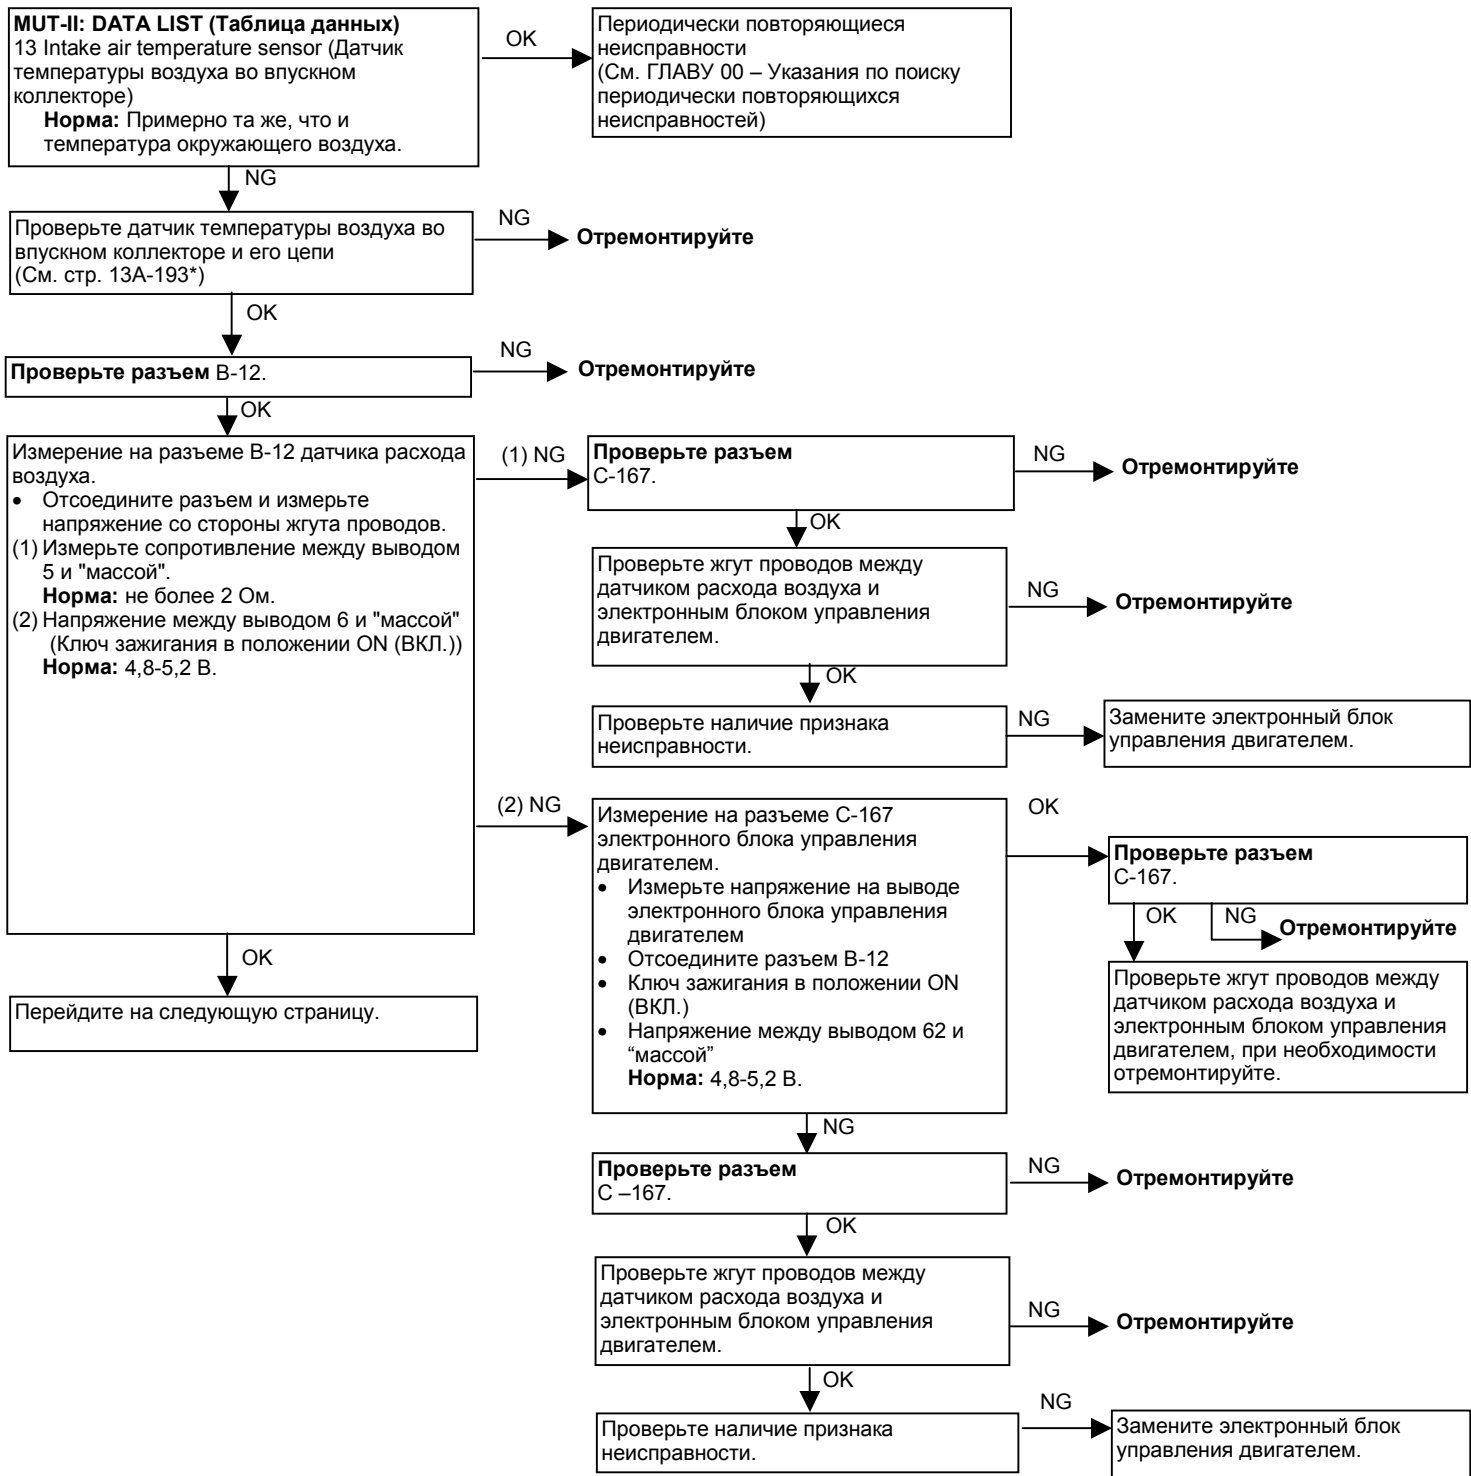 MUT-II: DATA LIST (Таблица данных)
13 Intake air temperature sensor (Датчик
температуры воздуха во впускном
коллекторе)
Норма: Примерно та же, что и
температура окружающего воздуха.
OK
Периодически повторяющиеся
неисправности
(См. ГЛАВУ 00 – Указания по поиску
периодически повторяющихся
неисправностей)
NG
Проверьте датчик температуры воздуха во
впускном коллекторе и его цепи
(См. стр. 13A-193*)
NG
Отремонтируйте
OK
Проверьте разъем B-12.
NG
Отремонтируйте
OK
Измерение на разъеме B-12 датчика расхода
воздуха.
• Отсоедините разъем и измерьте
напряжение со стороны жгута проводов.
(1) Измерьте сопротивление между выводом
5 и "массой".
Норма: не более 2 Ом.
(2) Напряжение между выводом 6 и "массой"
(Ключ зажигания в положении ON (ВКЛ.))
Норма: 4,8-5,2 В.
(1) NG
Проверьте разъем
C-167.
NG
Отремонтируйте
OK
Проверьте жгут проводов между
датчиком расхода воздуха и
электронным блоком управления
двигателем.
NG
Отремонтируйте
OK
Проверьте наличие признака
неисправности.
NG
Замените электронный блок
управления двигателем.
(2) NG
Измерение на разъеме C-167
электронного блока управления
двигателем.
• Измерьте напряжение на выводе
электронного блока управления
двигателем
• Отсоедините разъем B-12
• Ключ зажигания в положении ON
(ВКЛ.)
• Напряжение между выводом 62 и
“массой”
Норма: 4,8-5,2 В.
OK
Проверьте разъем
C-167.
OK
NG
Отремонтируйте
Проверьте жгут проводов между
датчиком расхода воздуха и
электронным блоком управления
двигателем, при необходимости
отремонтируйте.
OK
Перейдите на следующую страницу.
NG
Проверьте разъем
C –167.
NG
Отремонтируйте
OK
Проверьте жгут проводов между
датчиком расхода воздуха и
электронным блоком управления
двигателем.
NG
Отремонтируйте
OK
Проверьте наличие признака
неисправности.
NG
Замените электронный блок
управления двигателем.